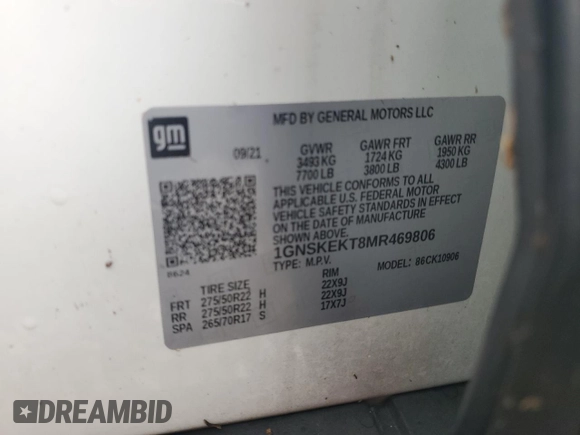 gm
MFD BY GENERAL MOTORS LLC
09/21
GVWR GAWR FRT GAWR RR
3493 KG 1724 KG 1950 KG
7700 LB 3800 LB 4300 LB
THIS VEHICLE CONFORMS TO ALL
APPLICABLE U.S. FEDERAL MOTOR
VEHICLE SAFETY STANDARDS IN EFFECT
ON THE DATE OF MANUFACTURE SHOWN ABOVE.
1GNSKEKT8MR469806
TYPE: M.P.V. MODEL: 86CK10906
0624
TIRE SIZE RIM
FRT 275/50R22 H 22X9J
RR 275/50R22 H 22X9J
SPA 265/70R17 S 17X7J
DREAMBID